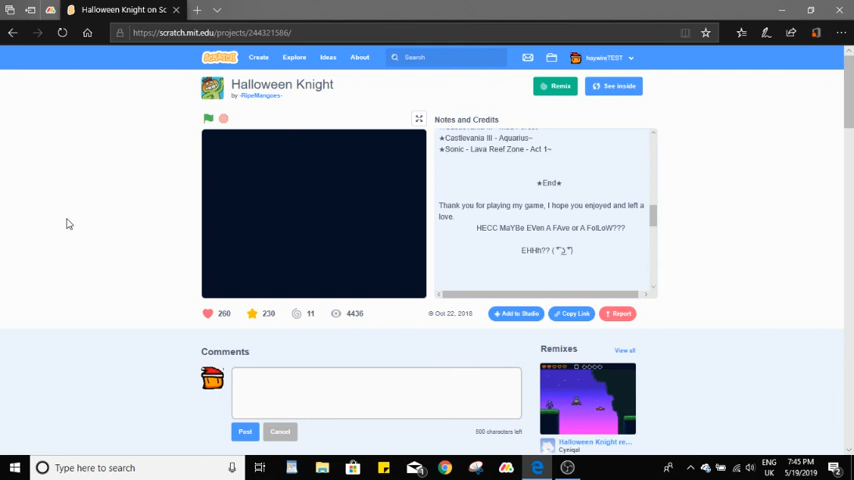 Halloween Knight on Sc
https://scratch.mit.edu/projects/244321586/
SCRATCH Create Explore Ideas About Search haywireTEST
Halloween Knight
by -RipeMangoes-
Remix See inside
Notes and Credits
★Castlevania III - Aquarius~
★Sonic - Lava Reef Zone - Act 1~
★End★
Thank you for playing my game, I hope you enjoyed and left a
love.
HECC MaYBe EVen A FAve or A FolLoW???
EHHh??
260 230 11 4436
© Oct 22, 2018 Add to Studio Copy Link Report
Comments
Remixes View all
Post Cancel 500 characters left
Halloween Knight re...
Cyniqal
Type here to search
ENG
UK
7:45 PM
5/19/2019